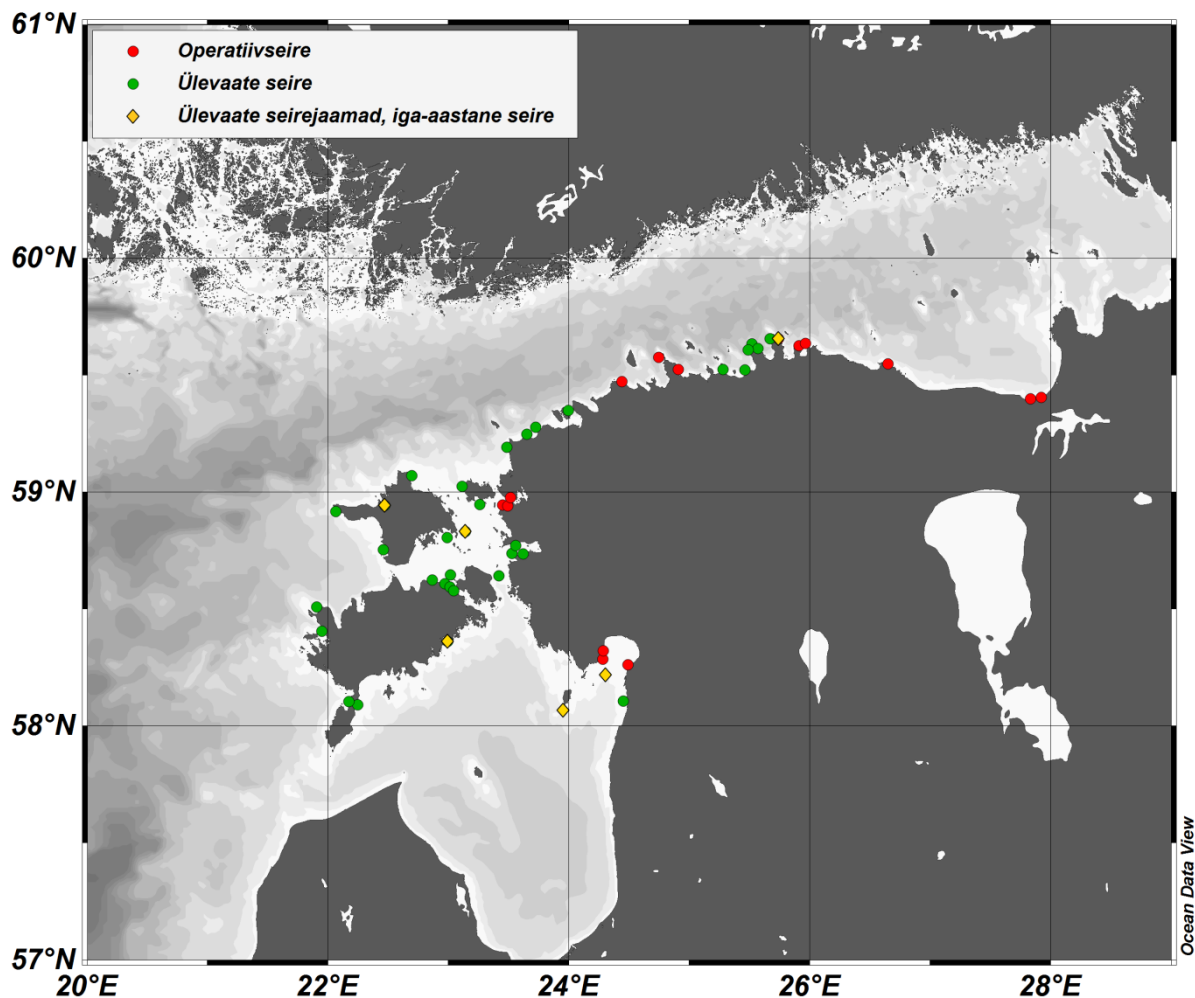 61°N
Operatiivseire
Ülevaate seire
Ülevaate seirejaamad, iga-aastane seire
60°N
59°N
58°N
57°N
20°E
22°E
24°E
26°E
28°E
Ocean Data View